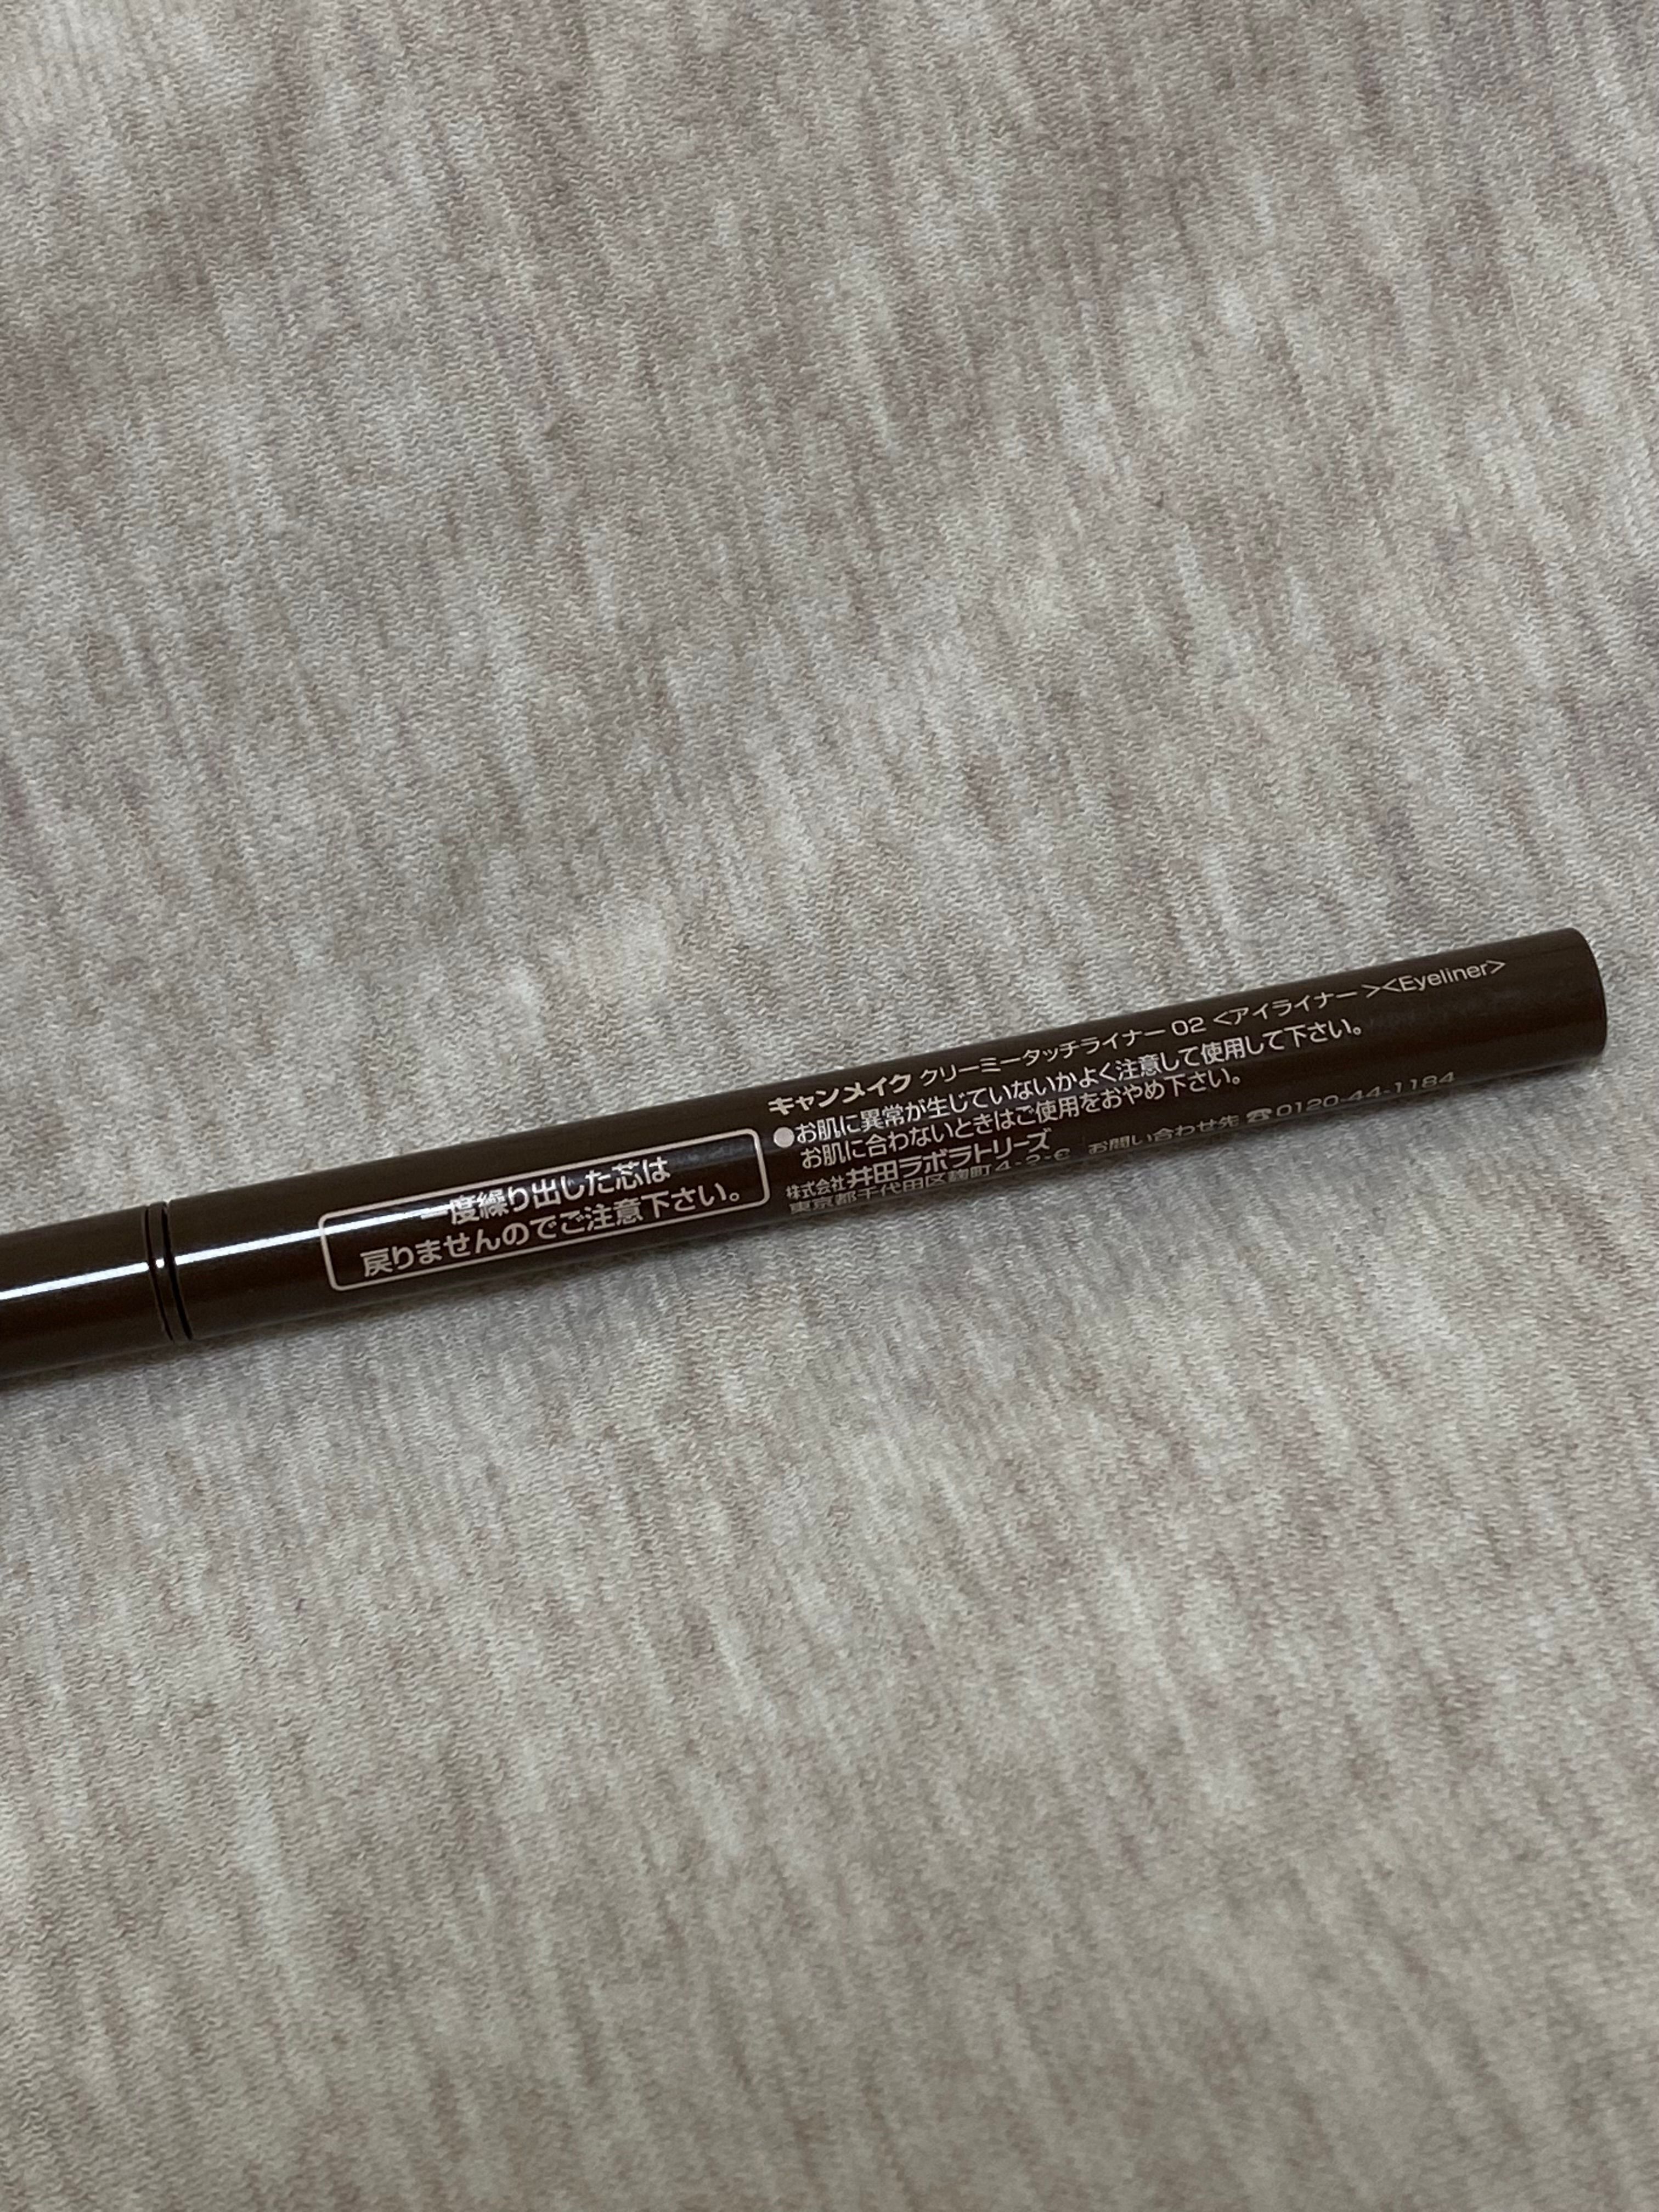 一度繰り出した芯は
戻りませんのでご注意下さい。
キャンメイク クリーミータッチライナー 02 <アイライナー><Eyeliner>
●お肌に異常が生じていないかよく注意して使用して下さい。
お肌に合わないときはご使用をおやめ下さい。
株式会社井田ラボラトリーズ
東京都千代田区麹町4-2-6 お問い合わせ先 ☎0120-44-1184